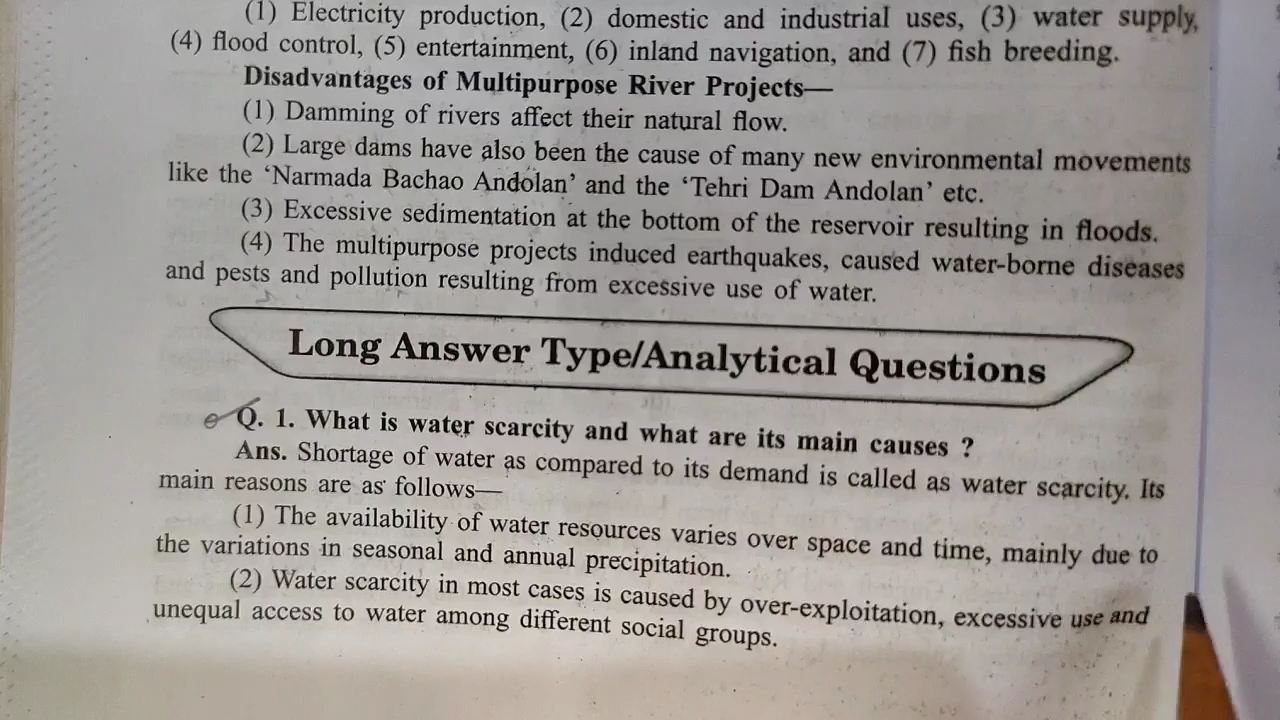 (1) Electricity production, (2) domestic and industrial uses, (3) water supply,
(4) flood control, (5) entertainment, (6) inland navigation, and (7) fish breeding.
Disadvantages of Multipurpose River Projects—
(1) Damming of rivers affect their natural flow.
(2) Large dams have also been the cause of many new environmental movements
like the ‘Narmada Bachao Andolan’ and the ‘Tehri Dam Andolan’ etc.
(3) Excessive sedimentation at the bottom of the reservoir resulting in floods.
(4) The multipurpose projects induced earthquakes, caused water-borne diseases
and pests and pollution resulting from excessive use of water.
Long Answer Type/Analytical Questions
Q. 1. What is water scarcity and what are its main causes ?
Ans. Shortage of water as compared to its demand is called as water scarcity. Its
main reasons are as follows—
(1) The availability of water resources varies over space and time, mainly due to
the variations in seasonal and annual precipitation.
(2) Water scarcity in most cases is caused by over-exploitation, excessive use and
unequal access to water among different social groups.